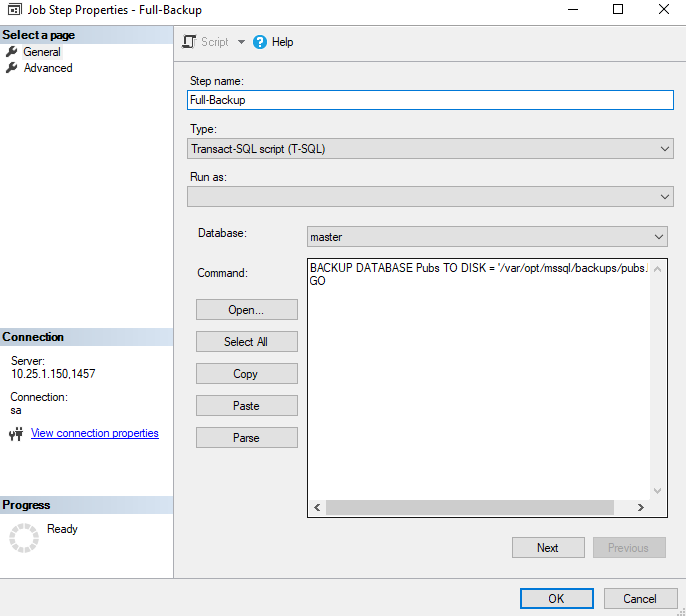 Job Step Properties - Full-Backup
Select a page
General
Advanced
Script
Help
Step name:
Full-Backup
Type:
Transact-SQL script (T-SQL)
Run as:
Database:
master
Command:
BACKUP DATABASE Pubs TO DISK = '/var/opt/mssql/backups/pubs.
GO
Open...
Select All
Copy
Paste
Parse
Connection
Server:
10.25.1.150,1457
Connection:
sa
View connection properties
Progress
Ready
Next
Previous
OK
Cancel